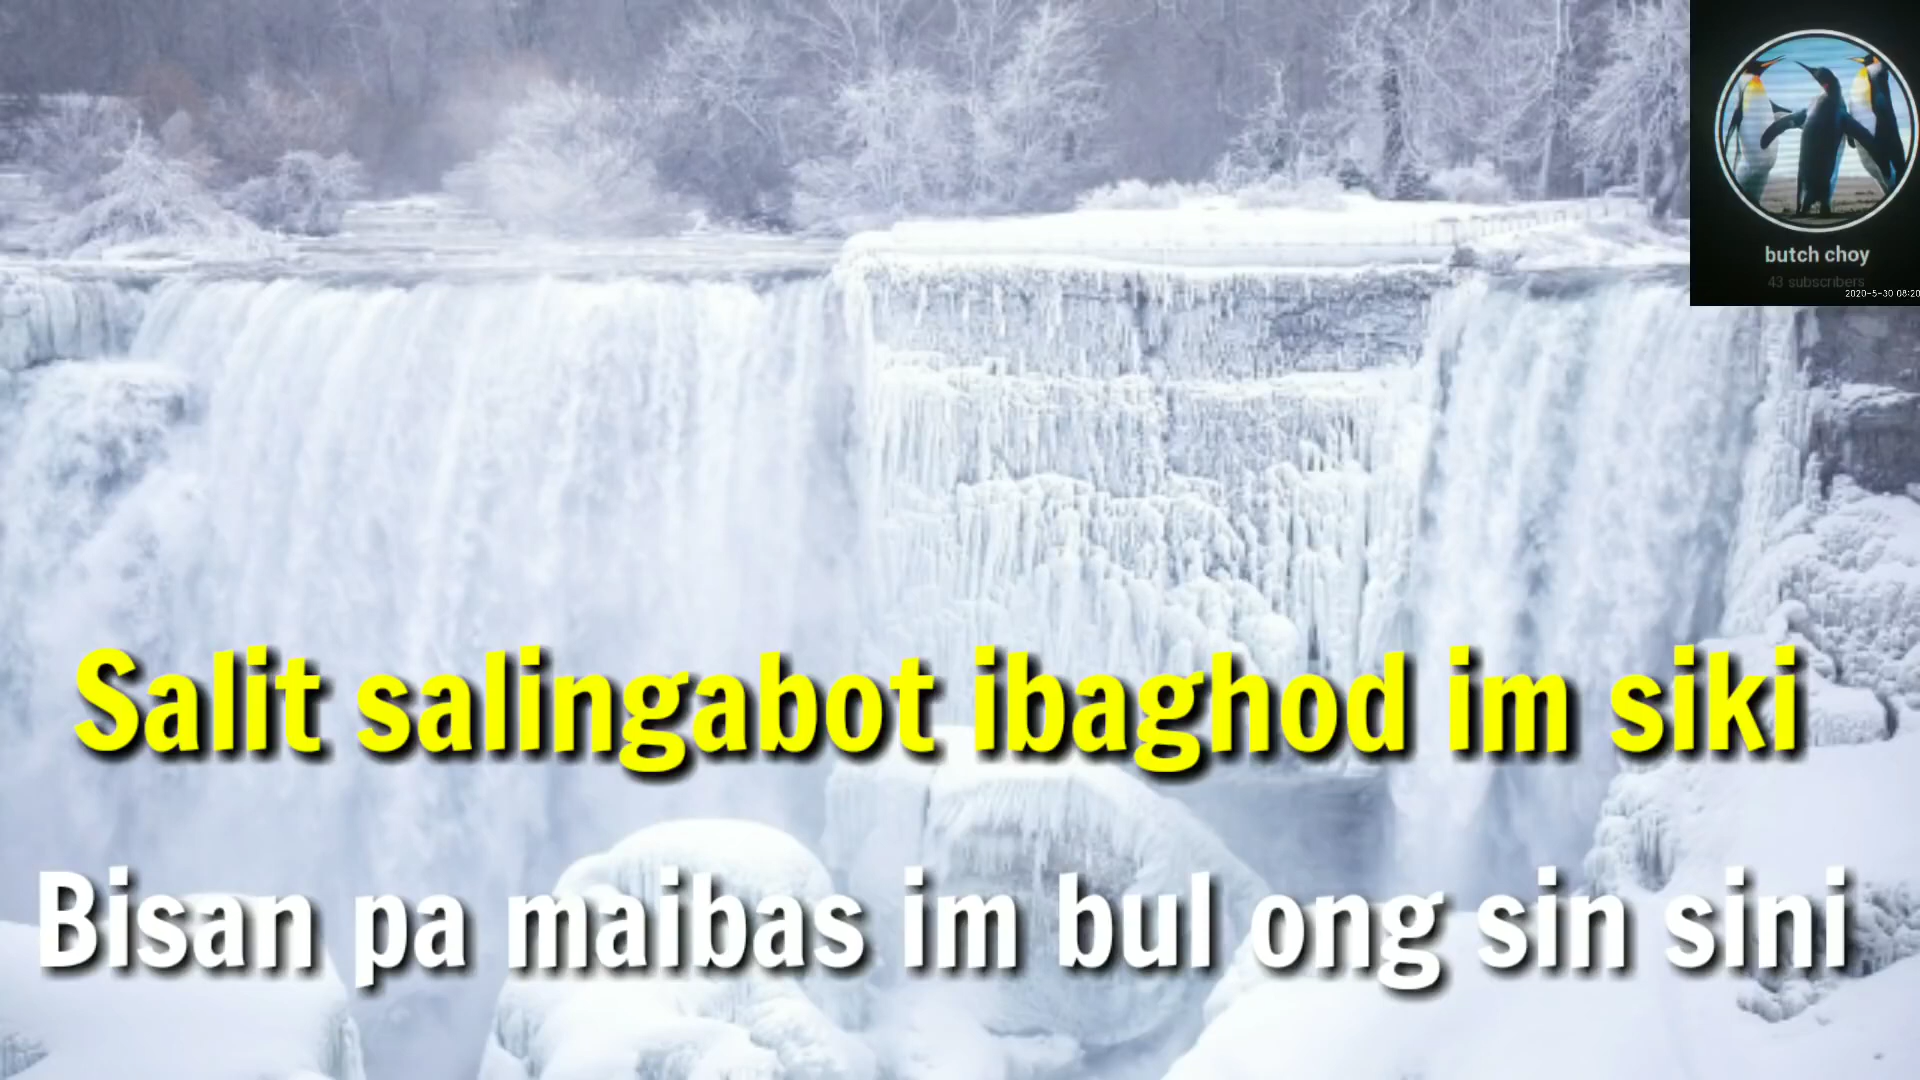 butch choy
43 subscribers
2020-5-30 08:20
Salit salingabot ibaghod im siki
Bisan pa maibas im bul ong sin sini